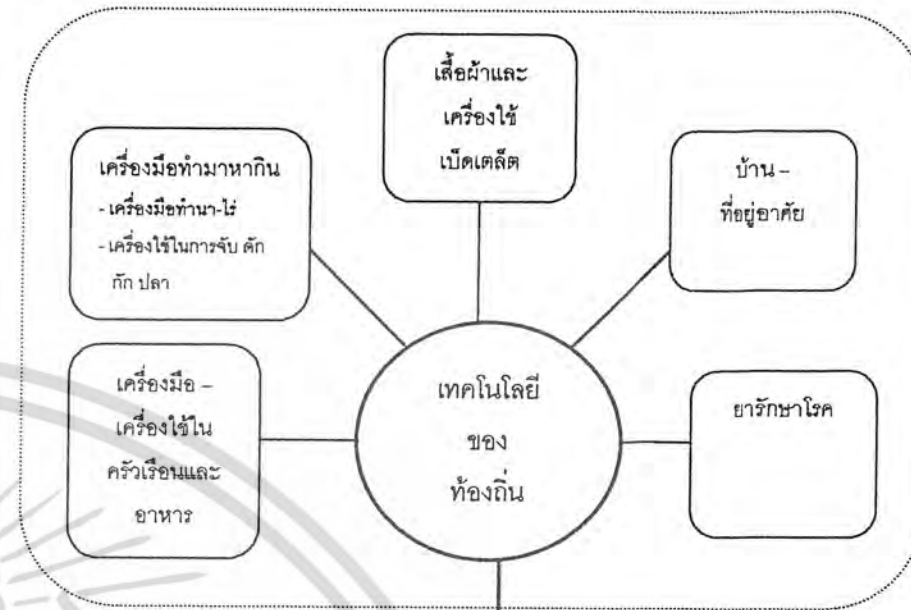 เสื้อผ้าและ
เครื่องใช้
เบ็ดเตล็ต
เครื่องมือทำมาหากิน
- เครื่องมือทำนา-ไร่
- เครื่องใช้ในการจับ ดัก
กัก ปลา
บ้าน –
ที่อยู่อาศัย
เครื่องมือ –
เครื่องใช้ใน
ครัวเรือนและ
อาหาร
เทคโนโลยี
ของ
ท้องถิ่น
ยารักษาโรค